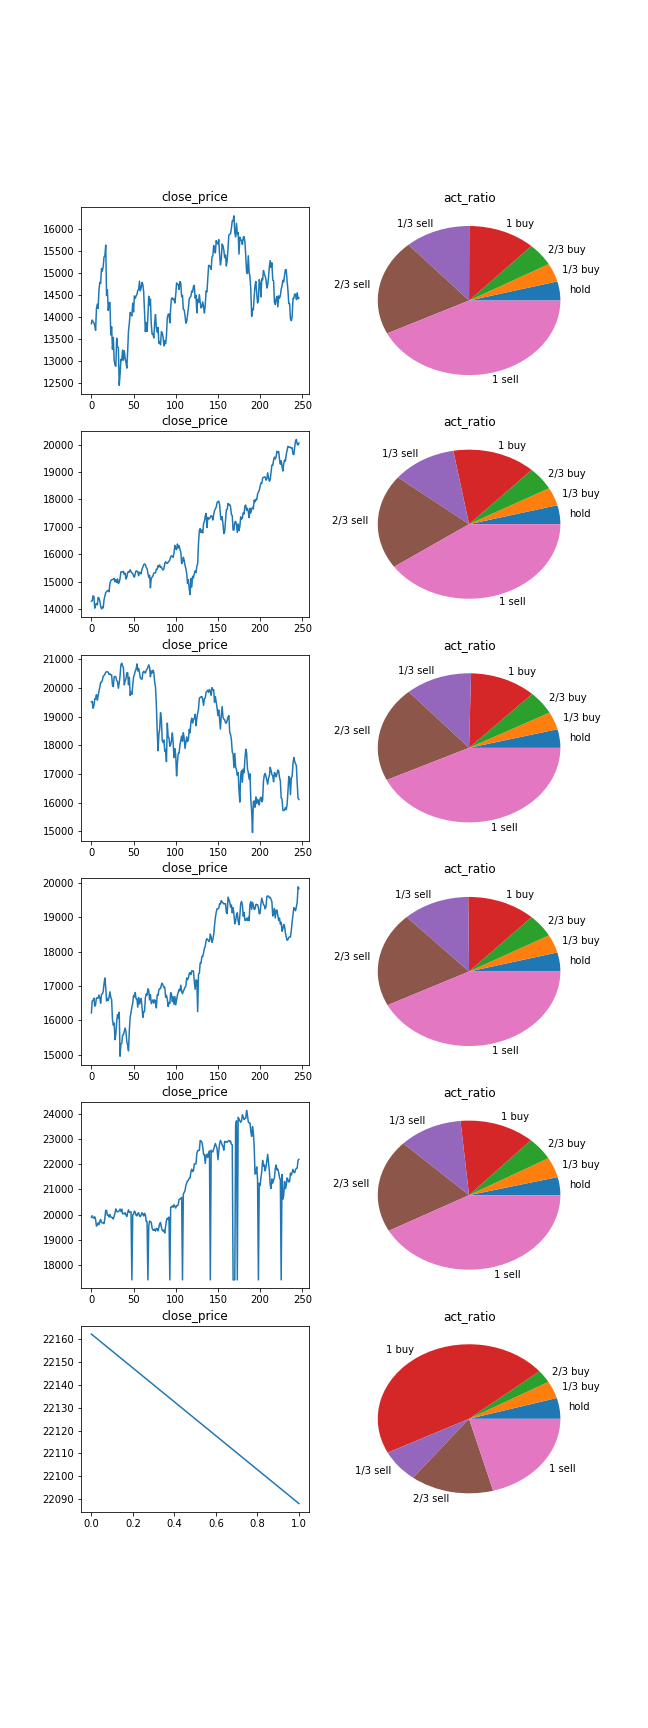 close_price
act_ratio
16000
15500
15000
14500
14000
13500
13000
12500
0 50 100 150 200 250
1/3 sell
1 buy
2/3 buy
1/3 buy
hold
2/3 sell
1 sell
close_price
act_ratio
20000
19000
18000
17000
16000
15000
14000
0 50 100 150 200 250
1 buy
1/3 sell
2/3 buy
1/3 buy
hold
2/3 sell
1 sell
close_price
act_ratio
21000
20000
19000
18000
17000
16000
15000
0 50 100 150 200 250
1/3 sell
1 buy
2/3 buy
1/3 buy
hold
2/3 sell
1 sell
close_price
act_ratio
20000
19000
18000
17000
16000
15000
0 50 100 150 200 250
1/3 sell
1 buy
2/3 buy
1/3 buy
hold
2/3 sell
1 sell
close_price
act_ratio
24000
23000
22000
21000
20000
19000
18000
0 50 100 150 200 250
1/3 sell
1 buy
2/3 buy
1/3 buy
hold
2/3 sell
1 sell
close_price
act_ratio
22160
22150
22140
22130
22120
22110
22100
22090
0.0 0.2 0.4 0.6 0.8 1.0
1 buy
2/3 buy
1/3 buy
hold
1/3 sell
2/3 sell
1 sell